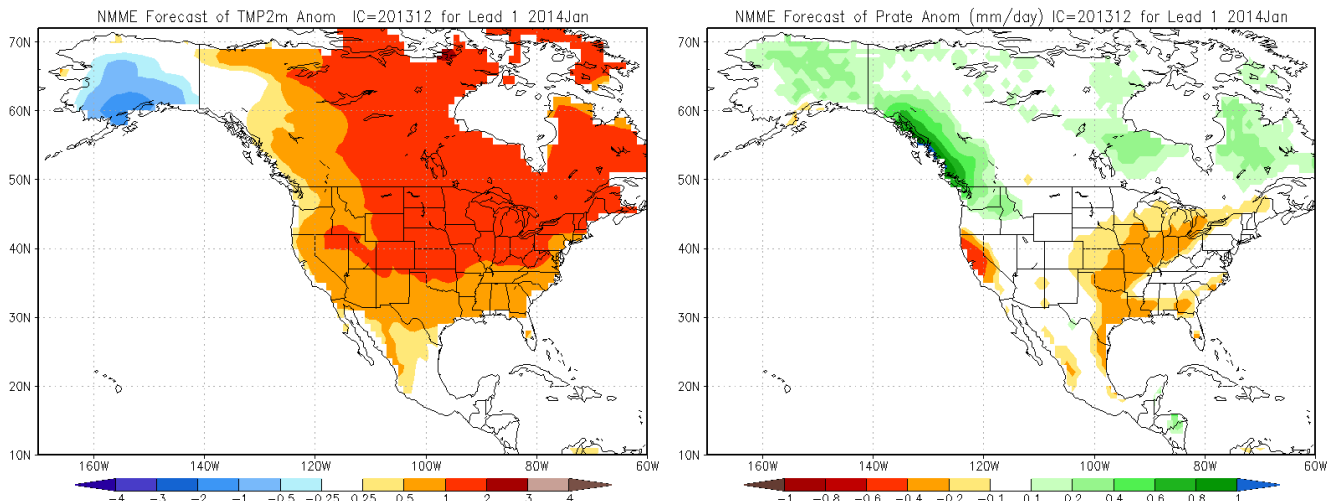 NMME Forecast of TMP2m Anom IC=201312 for Lead 1 2014Jan
70N
60N
50N
40N
30N
20N
10N
160W 140W 120W 100W 80W 60W
-4 -3 -2 -1 -0.5 -0.25 0.25 0.5 1 2 3 4
NMME Forecast of Prate Anom (mm/day) IC=201312 for Lead 1 2014Jan
70N
60N
50N
40N
30N
20N
10N
160W 140W 120W 100W 80W 60W
-1 -0.8 -0.6 -0.4 -0.2 -0.1 0.1 0.2 0.4 0.6 0.8